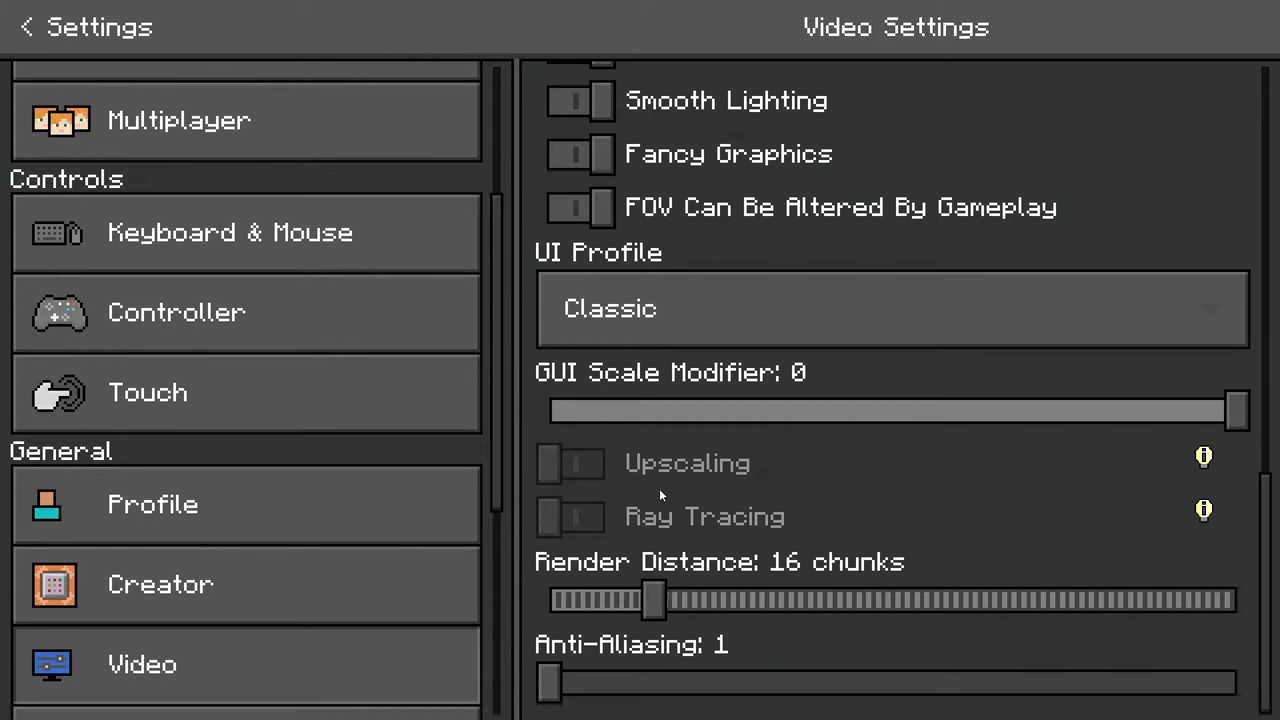 Settings
Video Settings
Multiplayer
Controls
Keyboard & Mouse
Controller
Touch
General
Profile
Creator
Video
Smooth Lighting
Fancy Graphics
FOV Can Be Altered By Gameplay
UI Profile
Classic
GUI Scale Modifier: 0
Upscaling
Ray Tracing
Render Distance: 16 chunks
Anti-Aliasing: 1